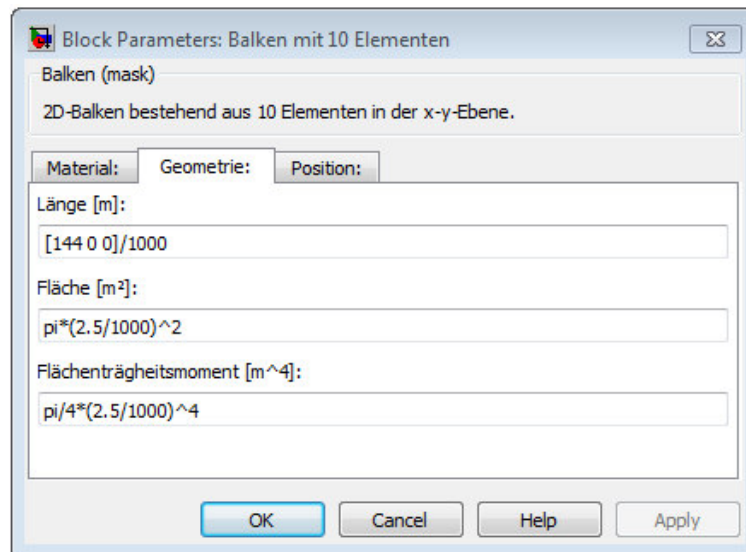 Block Parameters: Balken mit 10 Elementen
Balken (mask)
2D-Balken bestehend aus 10 Elementen in der x-y-Ebene.
Material: Geometrie: Position:
Länge [m]:
[144 0 0]/1000
Fläche [m²]:
pi*(2.5/1000)^2
Flächenträgheitsmoment [m^4]:
pi/4*(2.5/1000)^4
OK Cancel Help Apply